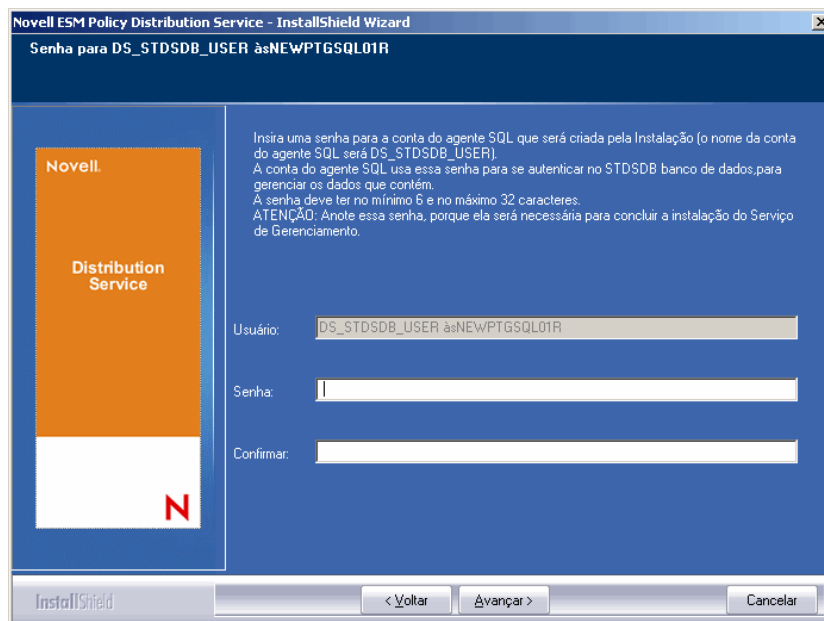 Novell ESM Policy Distribution Service - InstallShield Wizard
Senha para DS_STDSDB_USER àsNEWPTGSQL01R
Novell.
Distribution
Service
N
Insira uma senha para a conta do agente SQL que será criada pela Instalação (o nome da conta
do agente SQL será DS_STDSDB_USER).
A conta do agente SQL usa essa senha para se autenticar no STDSDB banco de dados,para
gerenciar os dados que contém.
A senha deve ter no mínimo 6 e no máximo 32 caracteres.
ATENÇÃO: Anote essa senha, porque ela será necessária para concluir a instalação do Serviço
de Gerenciamento.
Usuário: DS_STDSDB_USER àsNEWPTGSQL01R
Senha:
Confirmar:
InstallShield
< Voltar Avançar > Cancelar